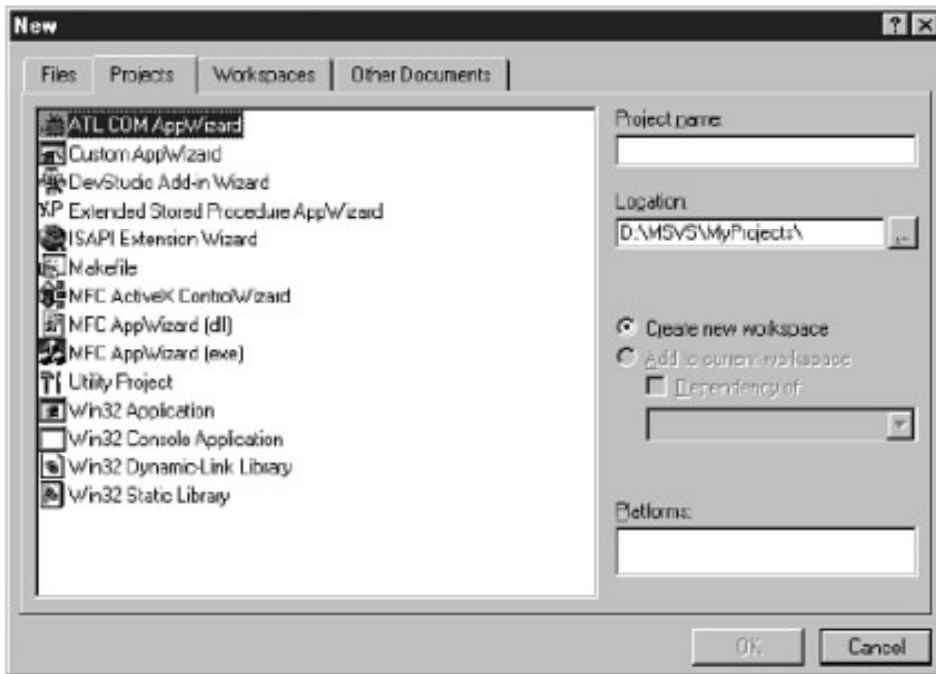 New
Files Projects Workspaces Other Documents
ATL COM AppWizard
Custom AppWizard
DevStudio Add-in Wizard
Extended Stored Procedure AppWizard
ISAPI Extension Wizard
Makefile
MFC ActiveX ControlWizard
MFC AppWizard (dll)
MFC AppWizard (exe)
Utility Project
Win32 Application
Win32 Console Application
Win32 Dynamic-Link Library
Win32 Static Library
Project name:
Location:
D:\MSVS\MyProjects\
...
Create new workspace
Add to current workspace
Dependency of:
Platforms:
OK Cancel